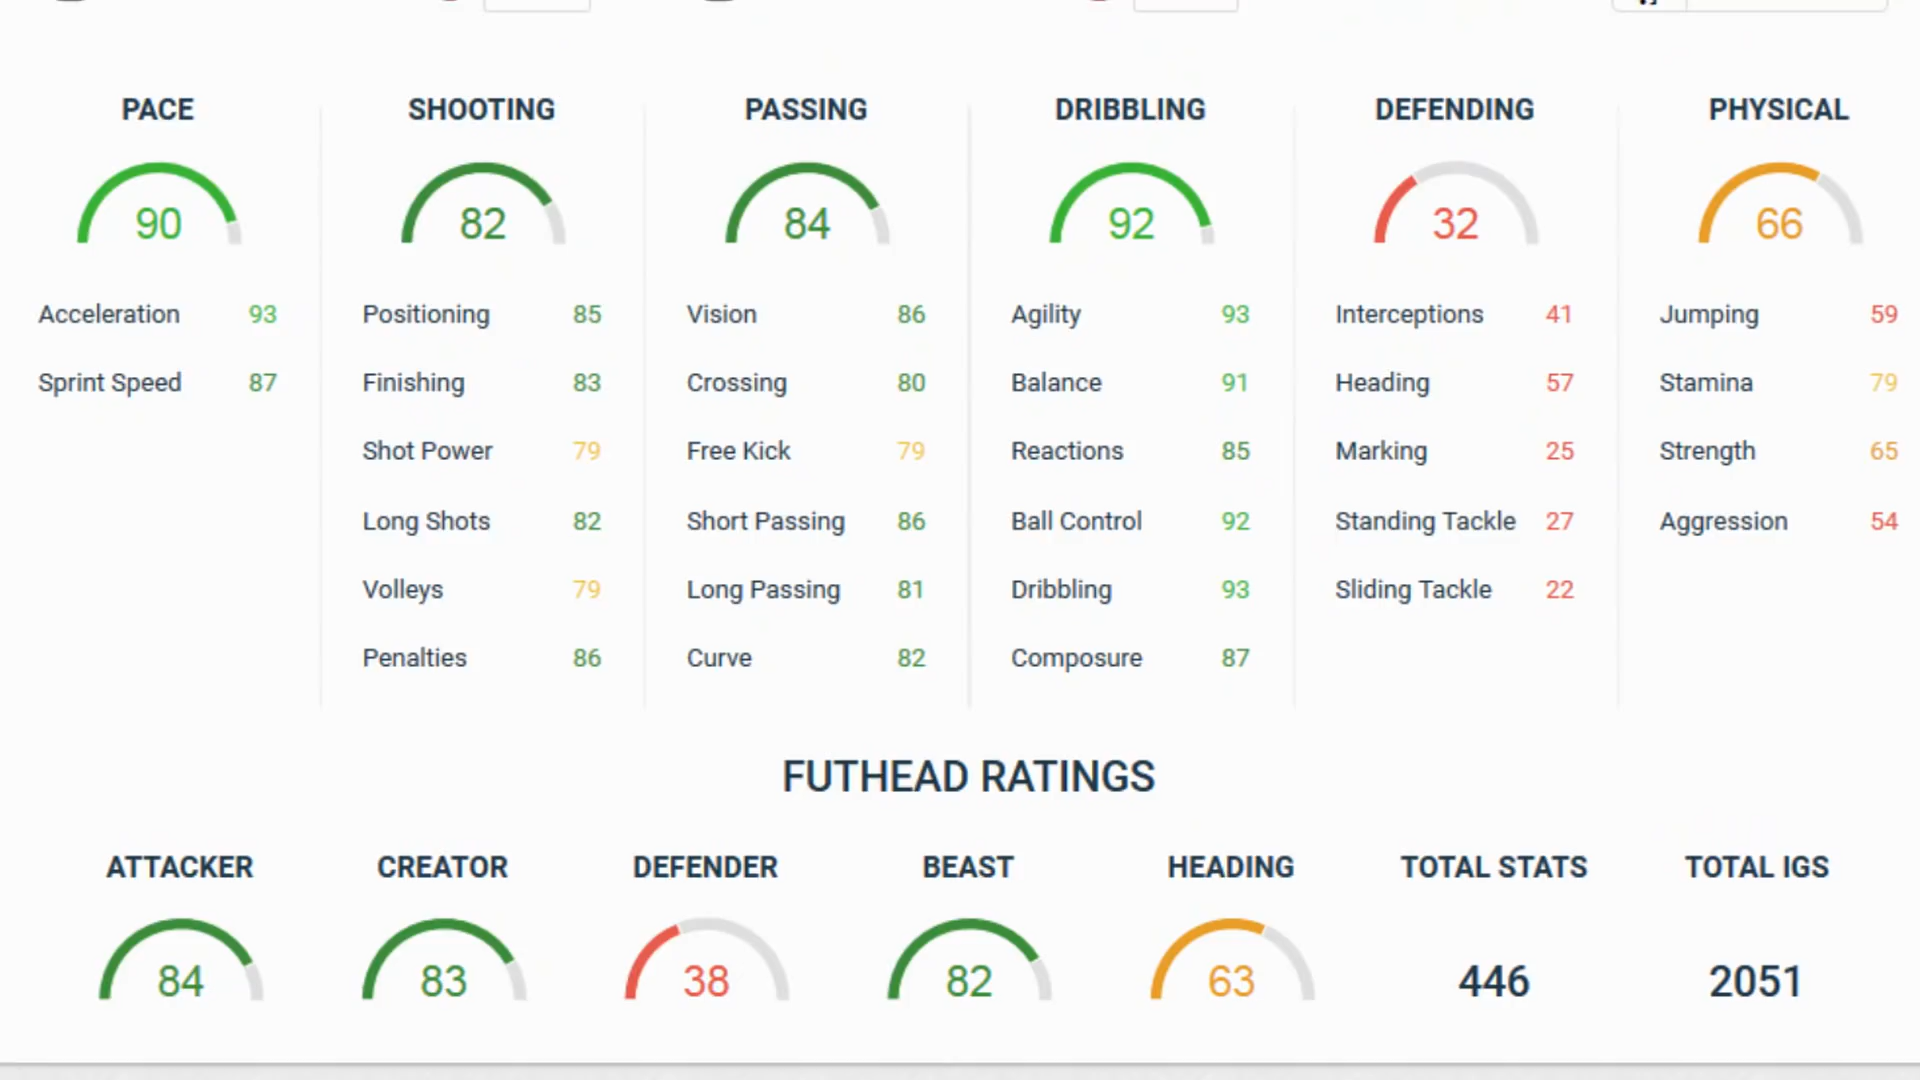 PACE SHOOTING PASSING DRIBBLING DEFENDING PHYSICAL
90 82 84 92 32 66
Acceleration 93 Positioning 85 Vision 86 Agility 93 Interceptions 41 Jumping 59
Sprint Speed 87 Finishing 83 Crossing 80 Balance 91 Heading 57 Stamina 79
Shot Power 79 Free Kick 79 Reactions 85 Marking 25 Strength 65
Long Shots 82 Short Passing 86 Ball Control 92 Standing Tackle 27 Aggression 54
Volleys 79 Long Passing 81 Dribbling 93 Sliding Tackle 22
Penalties 86 Curve 82 Composure 87
FUTHEAD RATINGS
ATTACKER CREATOR DEFENDER BEAST HEADING TOTAL STATS TOTAL IGS
84 83 38 82 63 446 2051